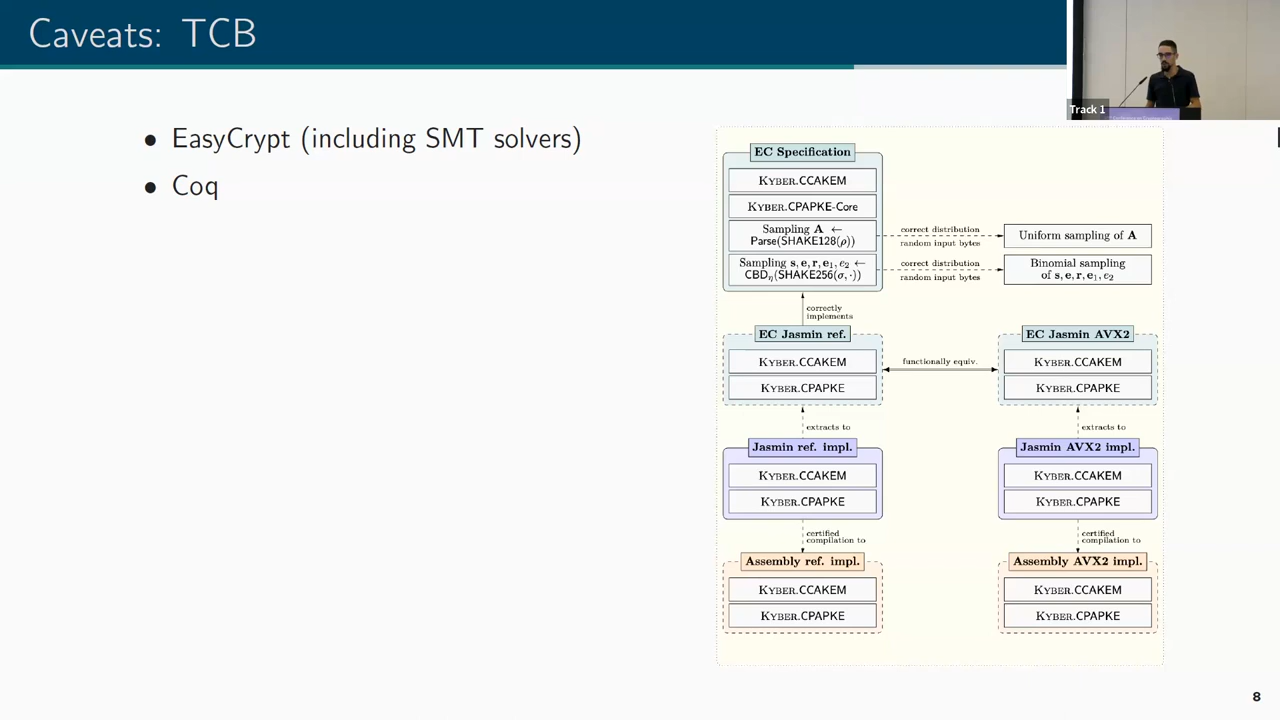 Caveats: TCB
Track 1
• EasyCrypt (including SMT solvers)
• Coq
EC Specification
KYBER.CCAKEM
KYBER.CPAPKE-Core
Sampling A ←
Parse(SHAKE128(ρ))
Sampling s, e, r, e₁, e₂ ←
CBD_η(SHAKE256(σ, ·))
correct distribution
random input bytes
Uniform sampling of A
correct distribution
random input bytes
Binomial sampling
of s, e, r, e₁, e₂
correctly
implements
EC Jasmin ref.
KYBER.CCAKEM
KYBER.CPAPKE
functionally equiv.
EC Jasmin AVX2
KYBER.CCAKEM
KYBER.CPAPKE
extracts to
extracts to
Jasmin ref. impl.
KYBER.CCAKEM
KYBER.CPAPKE
Jasmin AVX2 impl.
KYBER.CCAKEM
KYBER.CPAPKE
certified
compilation to
certified
compilation to
Assembly ref. impl.
KYBER.CCAKEM
KYBER.CPAPKE
Assembly AVX2 impl.
KYBER.CCAKEM
KYBER.CPAPKE
8